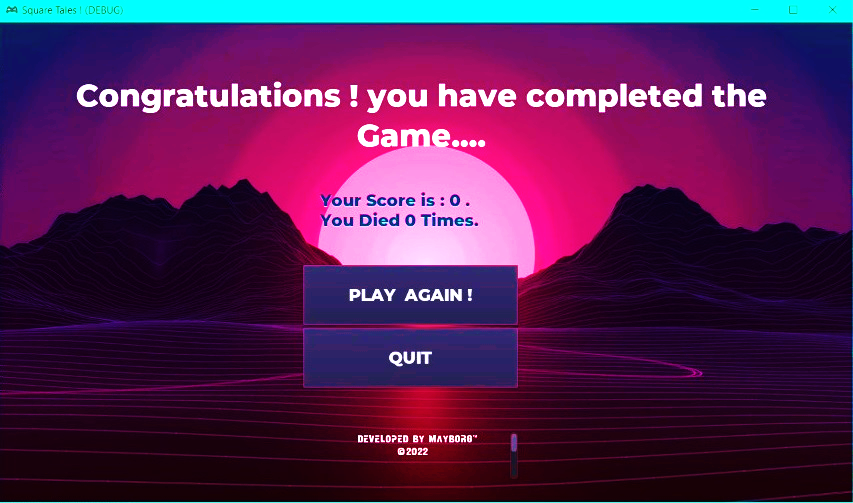 Square Tales ! (DEBUG)
Congratulations ! you have completed the
Game....
Your Score is : 0 .
You Died 0 Times.
PLAY AGAIN !
QUIT
DEVELOPED BY MAYBORO™
©2022